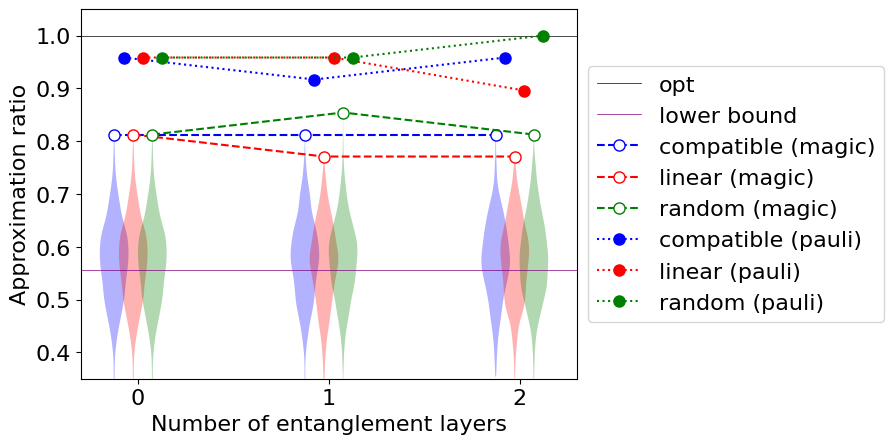 Approximation ratio
1.0
0.9
0.8
0.7
0.6
0.5
0.4
0
1
2
Number of entanglement layers
opt
lower bound
compatible (magic)
linear (magic)
random (magic)
compatible (pauli)
linear (pauli)
random (pauli)